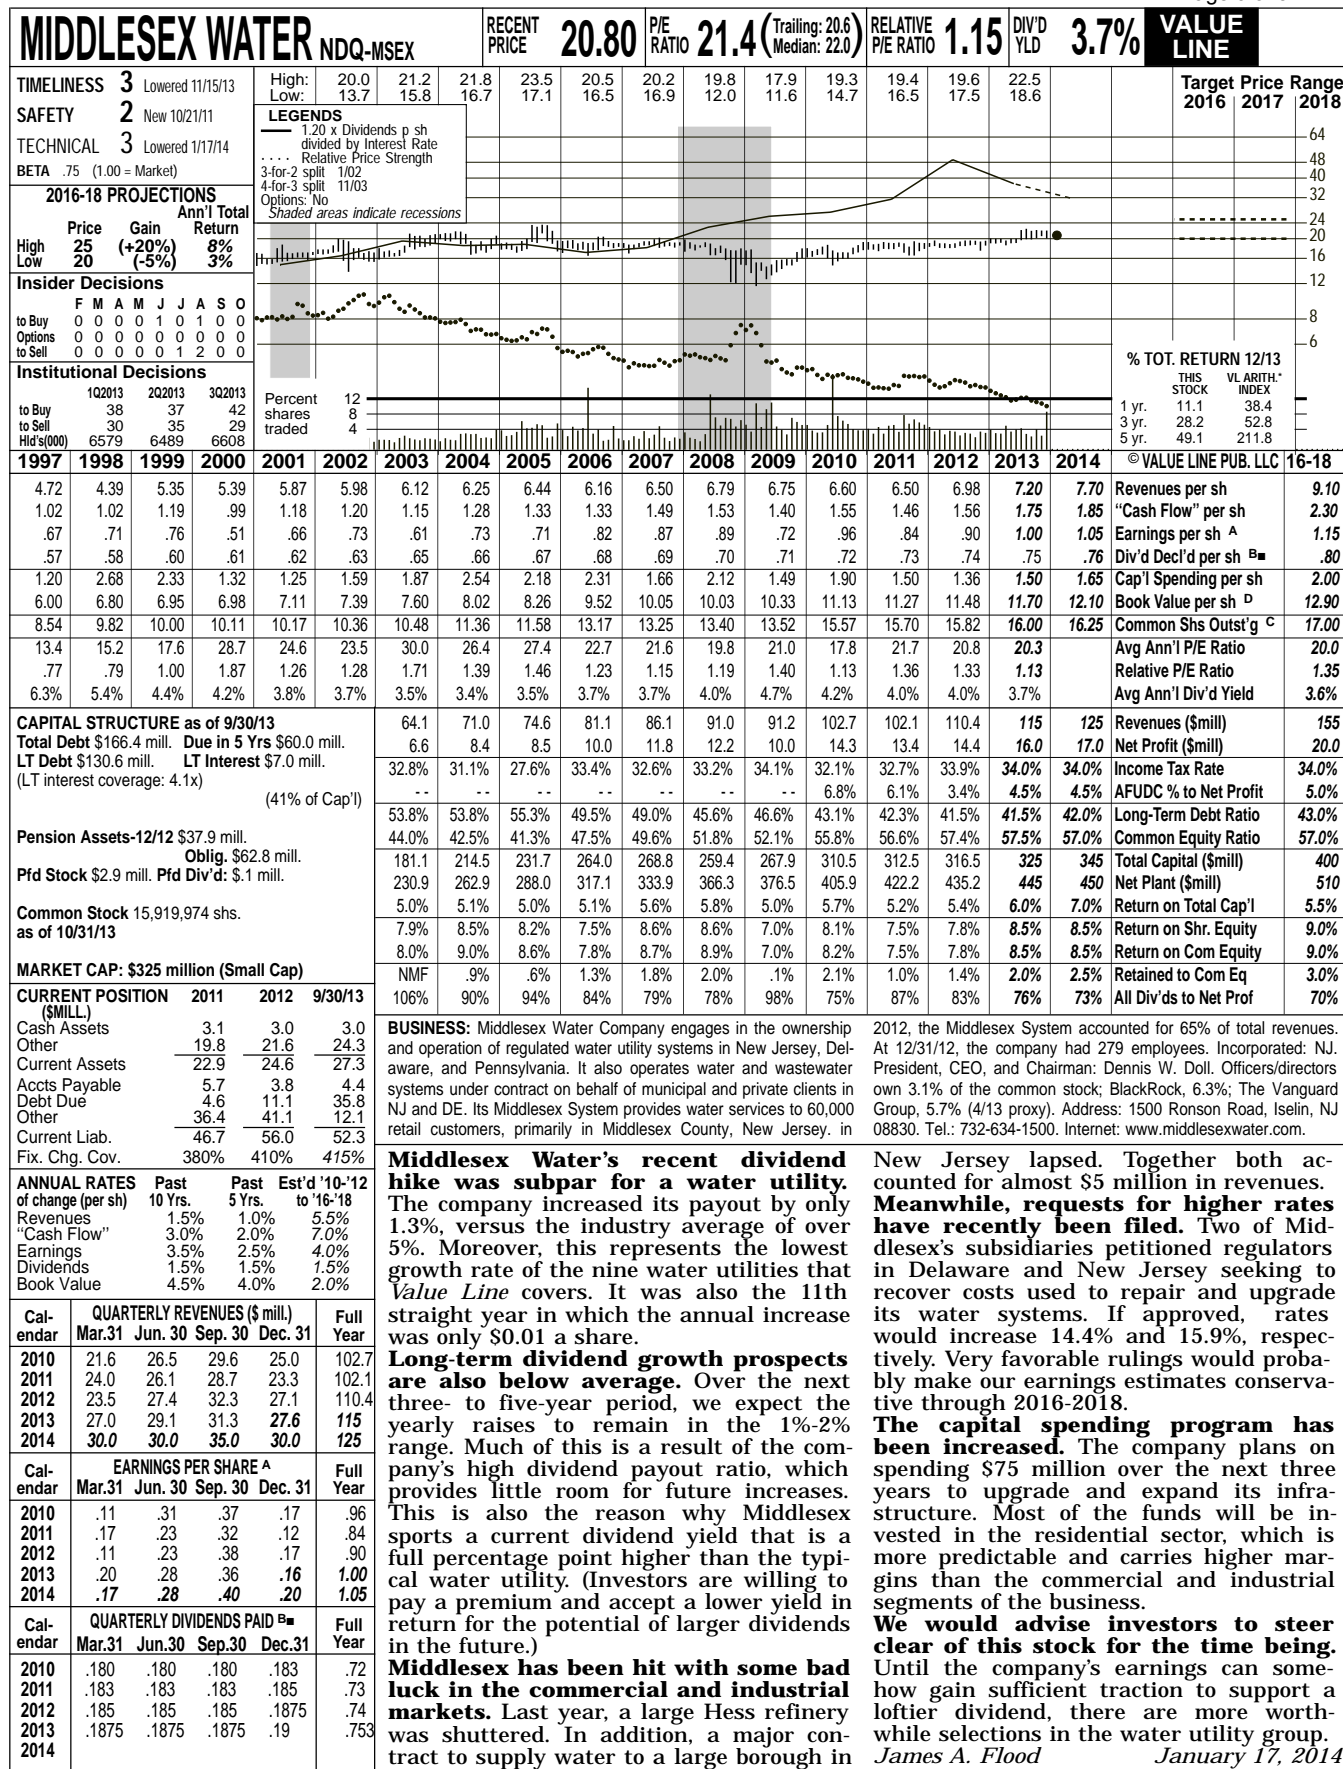 MIDDLESEX WATER NDQ-MSEX
RECENT PRICE 20.80
P/E RATIO 21.4 (Trailing: 20.6 Median: 22.0)
RELATIVE P/E RATIO 1.15
DIV'D YLD 3.7%
VALUE LINE
TIMELINESS 3 Lowered 11/15/13
SAFETY 2 New 10/21/11
TECHNICAL 3 Lowered 1/17/14
BETA .75 (1.00 = Market)
2016-18 PROJECTIONS
Ann'l Total
Price Gain Return
High 25 (+20%) 8%
Low 20 (-5%) 3%
Insider Decisions
F M A M J J A S O
to Buy 0 0 0 0 1 0 1 0 0
Options 0 0 0 0 0 0 0 0 0
to Sell 0 0 0 0 0 1 2 0 0
Institutional Decisions
1Q2013 2Q2013 3Q2013
to Buy 38 37 42
to Sell 30 35 29
Hld's(000) 6579 6489 6608
High: 20.0 21.2 21.8 23.5 20.5 20.2 19.8 17.9 19.3 19.4 19.6 22.5
Low: 13.7 15.8 16.7 17.1 16.5 16.9 12.0 11.6 14.7 16.5 17.5 18.6
LEGENDS
1.20 x Dividends p sh
divided by Interest Rate
. . . . Relative Price Strength
3-for-2 split 1/02
4-for-3 split 11/03
Options: No
Shaded areas indicate recessions
Target Price Range
2016 2017 2018
64
48
40
32
24
20
16
12
8
6
Percent shares traded
12
8
4
% TOT. RETURN 12/13
THIS STOCK VL ARITH.* INDEX
1 yr. 11.1 38.4
3 yr. 28.2 52.8
5 yr. 49.1 211.8
1997 1998 1999 2000 2001 2002 2003 2004 2005 2006 2007 2008 2009 2010 2011 2012 2013 2014 © VALUE LINE PUB. LLC 16-18
4.72 4.39 5.35 5.39 5.87 5.98 6.12 6.25 6.44 6.16 6.50 6.79 6.75 6.60 6.50 6.98 7.20 7.70 Revenues per sh 9.10
1.02 1.02 1.19 .99 1.18 1.20 1.15 1.28 1.33 1.33 1.49 1.53 1.40 1.55 1.46 1.56 1.75 1.85 "Cash Flow" per sh 2.30
.67 .71 .76 .51 .66 .73 .61 .73 .71 .82 .87 .89 .72 .96 .84 .90 1.00 1.05 Earnings per sh A 1.15
.57 .58 .60 .61 .62 .63 .65 .66 .67 .68 .69 .70 .71 .72 .73 .74 .75 .76 Div'd Decl'd per sh B■ .80
1.20 2.68 2.33 1.32 1.25 1.59 1.87 2.54 2.18 2.31 1.66 2.12 1.49 1.90 1.50 1.36 1.50 1.65 Cap'l Spending per sh 2.00
6.00 6.80 6.95 6.98 7.11 7.39 7.60 8.02 8.26 9.52 10.05 10.03 10.33 11.13 11.27 11.48 11.70 12.10 Book Value per sh D 12.90
8.54 9.82 10.00 10.11 10.17 10.36 10.48 11.36 11.58 13.17 13.25 13.40 13.52 15.57 15.70 15.82 16.00 16.25 Common Shs Outst'g C 17.00
13.4 15.2 17.6 28.7 24.6 23.5 30.0 26.4 27.4 22.7 21.6 19.8 21.0 17.8 21.7 20.8 20.3 Avg Ann'l P/E Ratio 20.0
.77 .79 1.00 1.87 1.26 1.28 1.71 1.39 1.46 1.23 1.15 1.19 1.40 1.13 1.36 1.33 1.13 Relative P/E Ratio 1.35
6.3% 5.4% 4.4% 4.2% 3.8% 3.7% 3.5% 3.4% 3.5% 3.7% 3.7% 4.0% 4.7% 4.2% 4.0% 4.0% 3.7% Avg Ann'l Div'd Yield 3.6%
CAPITAL STRUCTURE as of 9/30/13
Total Debt $166.4 mill. Due in 5 Yrs $60.0 mill.
LT Debt $130.6 mill. LT Interest $7.0 mill.
(LT interest coverage: 4.1x)
(41% of Cap'l)
Pension Assets-12/12 $37.9 mill.
Oblig. $62.8 mill.
Pfd Stock $2.9 mill. Pfd Div'd: $.1 mill.
Common Stock 15,919,974 shs.
as of 10/31/13
MARKET CAP: $325 million (Small Cap)
64.1 71.0 74.6 81.1 86.1 91.0 91.2 102.7 102.1 110.4 115 125 Revenues ($mill) 155
6.6 8.4 8.5 10.0 11.8 12.2 10.0 14.3 13.4 14.4 16.0 17.0 Net Profit ($mill) 20.0
32.8% 31.1% 27.6% 33.4% 32.6% 33.2% 34.1% 32.1% 32.7% 33.9% 34.0% 34.0% Income Tax Rate 34.0%
- - - - - - - - - - - - - - 6.8% 6.1% 3.4% 4.5% 4.5% AFUDC % to Net Profit 5.0%
53.8% 53.8% 55.3% 49.5% 49.0% 45.6% 46.6% 43.1% 42.3% 41.5% 41.5% 42.0% Long-Term Debt Ratio 43.0%
44.0% 42.5% 41.3% 47.5% 49.6% 51.8% 52.1% 55.8% 56.6% 57.4% 57.5% 57.0% Common Equity Ratio 57.0%
181.1 214.5 231.7 264.0 268.8 259.4 267.9 310.5 312.5 316.5 325 345 Total Capital ($mill) 400
230.9 262.9 288.0 317.1 333.9 366.3 376.5 405.9 422.2 435.2 445 450 Net Plant ($mill) 510
5.0% 5.1% 5.0% 5.1% 5.6% 5.8% 5.0% 5.7% 5.2% 5.4% 6.0% 7.0% Return on Total Cap'l 5.5%
7.9% 8.5% 8.2% 7.5% 8.6% 8.6% 7.0% 8.1% 7.5% 7.8% 8.5% 8.5% Return on Shr. Equity 9.0%
8.0% 9.0% 8.6% 7.8% 8.7% 8.9% 7.0% 8.2% 7.5% 7.8% 8.5% 8.5% Return on Com Equity 9.0%
NMF .9% .6% 1.3% 1.8% 2.0% .1% 2.1% 1.0% 1.4% 2.0% 2.5% Retained to Com Eq 3.0%
106% 90% 94% 84% 79% 78% 98% 75% 87% 83% 76% 73% All Div'ds to Net Prof 70%
CURRENT POSITION 2011 2012 9/30/13
($MILL.)
Cash Assets 3.1 3.0 3.0
Other 19.8 21.6 24.3
Current Assets 22.9 24.6 27.3
Accts Payable 5.7 3.8 4.4
Debt Due 4.6 11.1 35.8
Other 36.4 41.1 12.1
Current Liab. 46.7 56.0 52.3
Fix. Chg. Cov. 380% 410% 415%
ANNUAL RATES Past Past Est'd '10-'12
of change (per sh) 10 Yrs. 5 Yrs. to '16-'18
Revenues 1.5% 1.0% 5.5%
"Cash Flow" 3.0% 2.0% 7.0%
Earnings 3.5% 2.5% 4.0%
Dividends 1.5% 1.5% 1.5%
Book Value 4.5% 4.0% 2.0%
Cal- QUARTERLY REVENUES ($ mill.) Full
endar Mar.31 Jun. 30 Sep. 30 Dec. 31 Year
2010 21.6 26.5 29.6 25.0 102.7
2011 24.0 26.1 28.7 23.3 102.1
2012 23.5 27.4 32.3 27.1 110.4
2013 27.0 29.1 31.3 27.6 115
2014 30.0 30.0 35.0 30.0 125
Cal- EARNINGS PER SHARE A Full
endar Mar.31 Jun. 30 Sep. 30 Dec. 31 Year
2010 .11 .31 .37 .17 .96
2011 .17 .23 .32 .12 .84
2012 .11 .23 .38 .17 .90
2013 .20 .28 .36 .16 1.00
2014 .17 .28 .40 .20 1.05
Cal- QUARTERLY DIVIDENDS PAID B■ Full
endar Mar.31 Jun.30 Sep.30 Dec.31 Year
2010 .180 .180 .180 .183 .72
2011 .183 .183 .183 .185 .73
2012 .185 .185 .185 .1875 .74
2013 .1875 .1875 .1875 .19 .753
2014
BUSINESS: Middlesex Water Company engages in the ownership
and operation of regulated water utility systems in New Jersey, Del-
aware, and Pennsylvania. It also operates water and wastewater
systems under contract on behalf of municipal and private clients in
NJ and DE. Its Middlesex System provides water services to 60,000
retail customers, primarily in Middlesex County, New Jersey. in
2012, the Middlesex System accounted for 65% of total revenues.
At 12/31/12, the company had 279 employees. Incorporated: NJ.
President, CEO, and Chairman: Dennis W. Doll. Officers/directors
own 3.1% of the common stock; BlackRock, 6.3%; The Vanguard
Group, 5.7% (4/13 proxy). Address: 1500 Ronson Road, Iselin, NJ
08830. Tel.: 732-634-1500. Internet: www.middlesexwater.com.
Middlesex Water's recent dividend
hike was subpar for a water utility.
The company increased its payout by only
1.3%, versus the industry average of over
5%. Moreover, this represents the lowest
growth rate of the nine water utilities that
Value Line covers. It was also the 11th
straight year in which the annual increase
was only $0.01 a share.
Long-term dividend growth prospects
are also below average. Over the next
three- to five-year period, we expect the
yearly raises to remain in the 1%-2%
range. Much of this is a result of the com-
pany's high dividend payout ratio, which
provides little room for future increases.
This is also the reason why Middlesex
sports a current dividend yield that is a
full percentage point higher than the typi-
cal water utility. (Investors are willing to
pay a premium and accept a lower yield in
return for the potential of larger dividends
in the future.)
Middlesex has been hit with some bad
luck in the commercial and industrial
markets. Last year, a large Hess refinery
was shuttered. In addition, a major con-
tract to supply water to a large borough in
New Jersey lapsed. Together both ac-
counted for almost $5 million in revenues.
Meanwhile, requests for higher rates
have recently been filed. Two of Mid-
dlesex's subsidiaries petitioned regulators
in Delaware and New Jersey seeking to
recover costs used to repair and upgrade
its water systems. If approved, rates
would increase 14.4% and 15.9%, respec-
tively. Very favorable rulings would proba-
bly make our earnings estimates conserva-
tive through 2016-2018.
The capital spending program has
been increased. The company plans on
spending $75 million over the next three
years to upgrade and expand its infra-
structure. Most of the funds will be in-
vested in the residential sector, which is
more predictable and carries higher mar-
gins than the commercial and industrial
segments of the business.
We would advise investors to steer
clear of this stock for the time being.
Until the company's earnings can some-
how gain sufficient traction to support a
loftier dividend, there are more worth-
while selections in the water utility group.
James A. Flood January 17, 2014